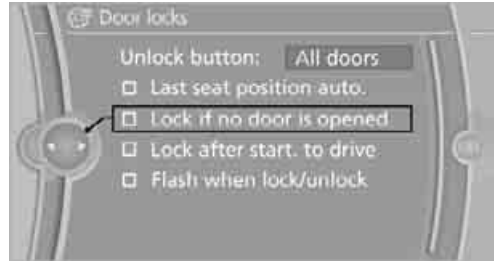 Door locks
Unlock button: All doors
Last seat position auto.
Lock if no door is opened
Lock after start. to drive
Flash when lock/unlock